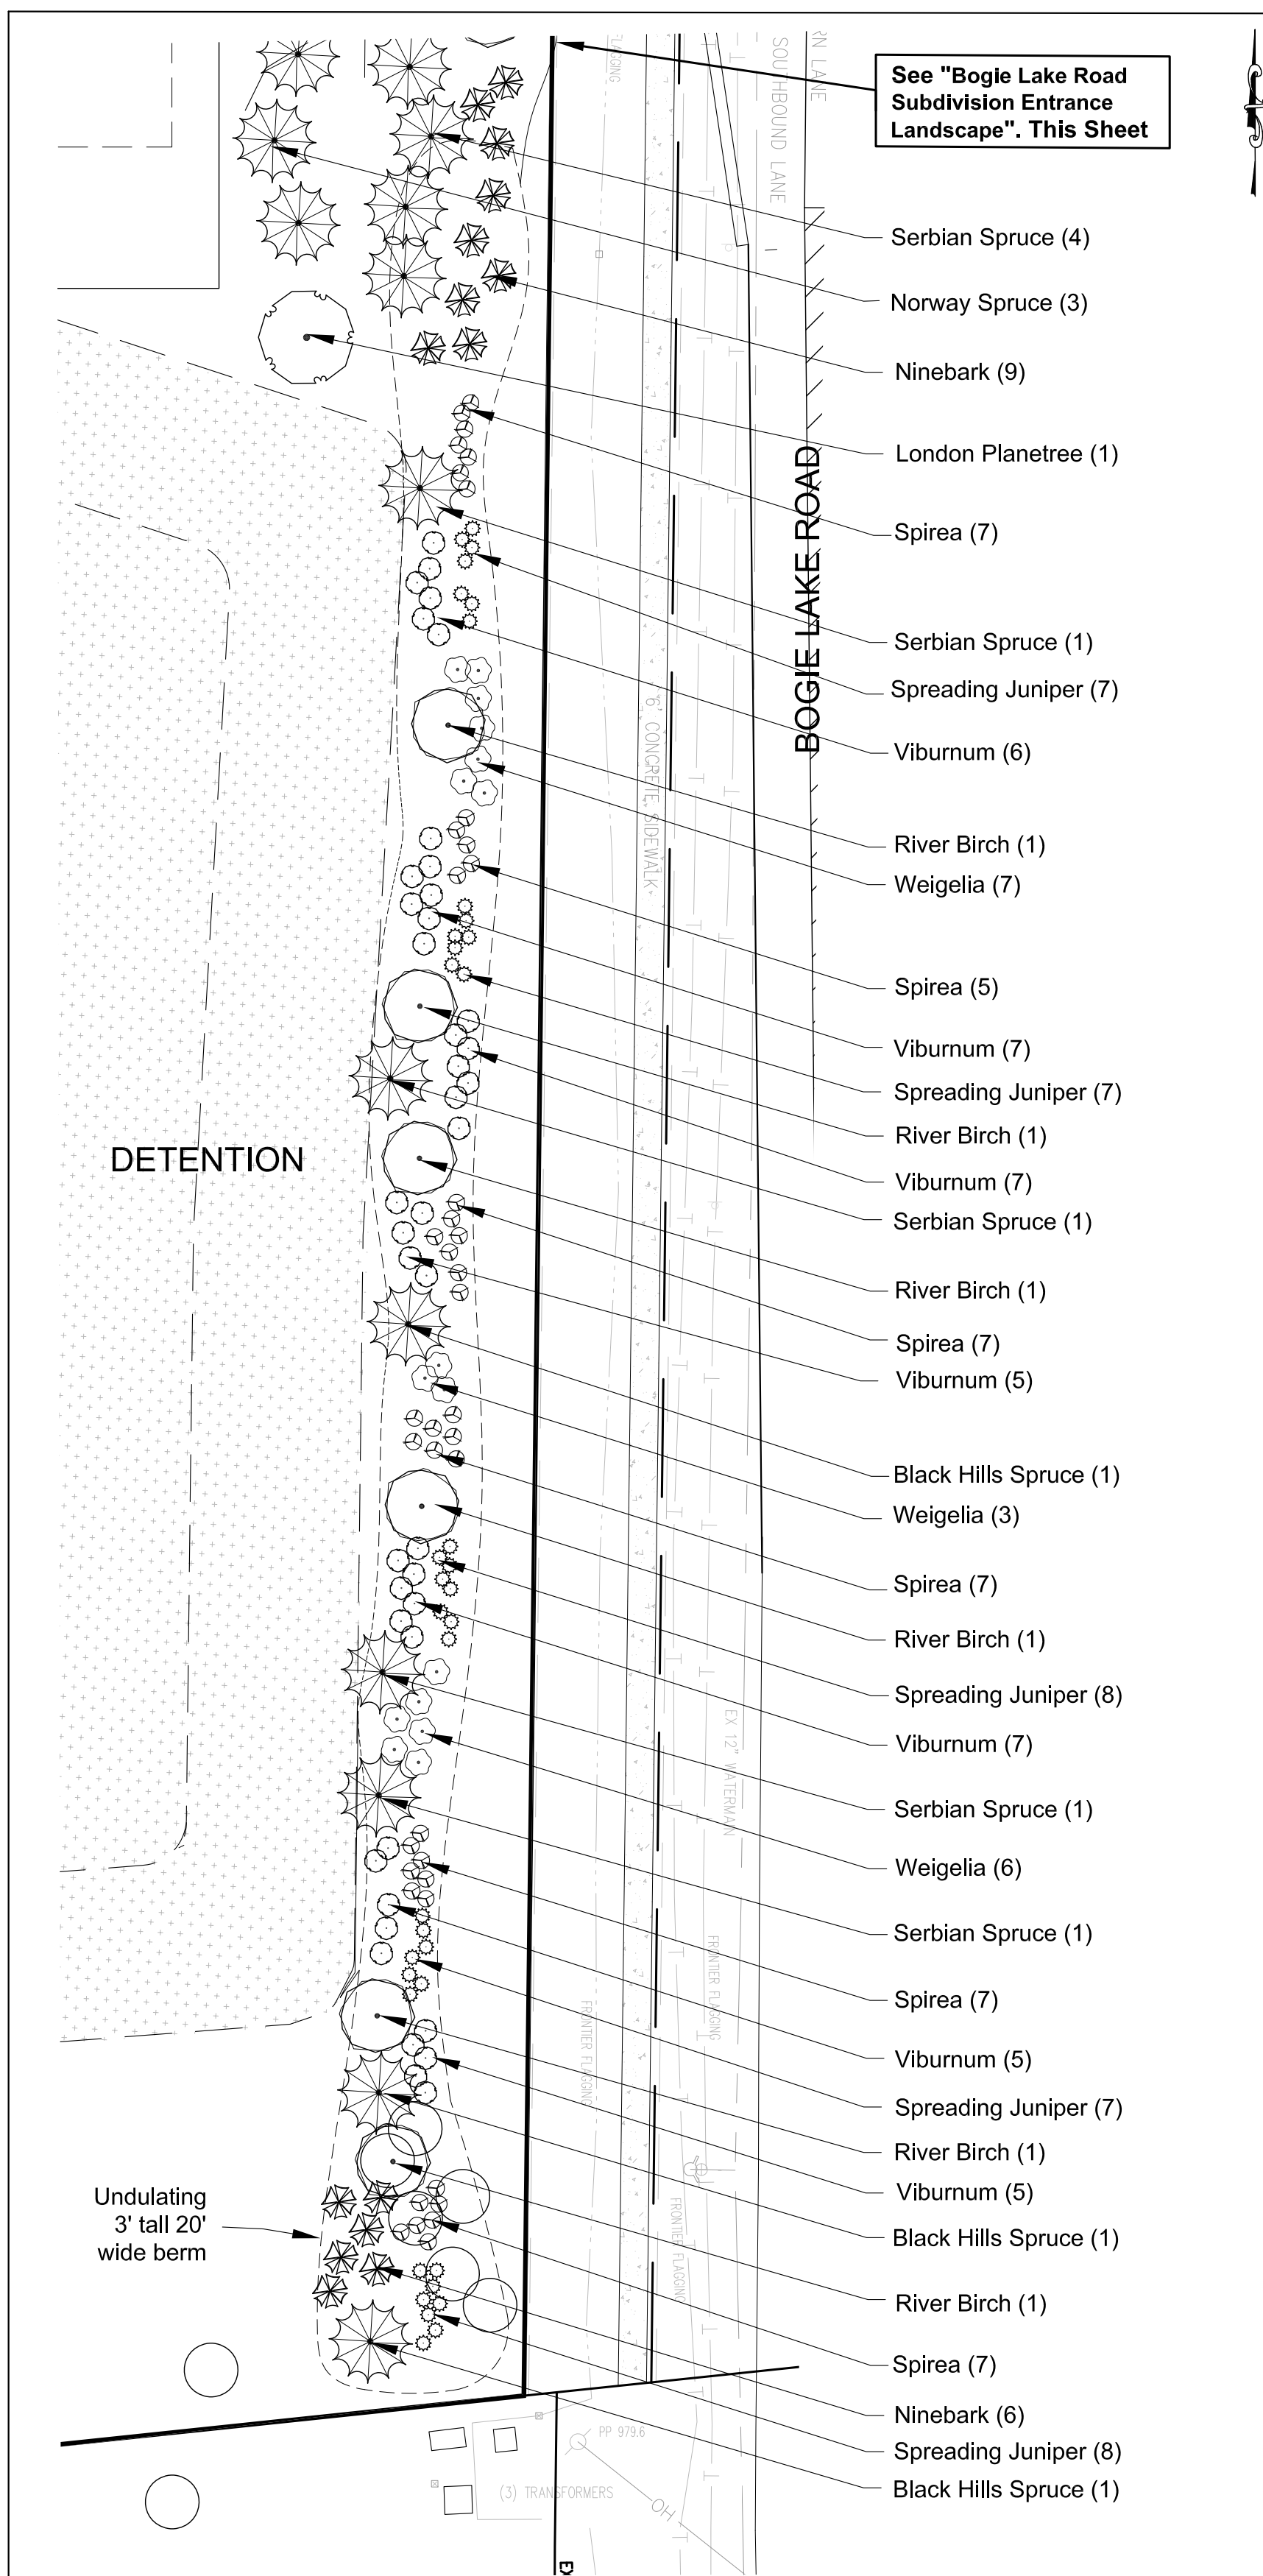 See "Bogie Lake Road
Subdivision Entrance
Landscape". This Sheet
FLAGGING
SOUTHBOUND LANE
RN LANE
Serbian Spruce (4)
Norway Spruce (3)
Ninebark (9)
London Planetree (1)
Spirea (7)
BOGIE LAKE ROAD
Serbian Spruce (1)
Spreading Juniper (7)
Viburnum (6)
6' CONCRETE SIDEWALK
River Birch (1)
Weigelia (7)
Spirea (5)
Viburnum (7)
Spreading Juniper (7)
River Birch (1)
DETENTION
Viburnum (7)
Serbian Spruce (1)
River Birch (1)
Spirea (7)
Viburnum (5)
Black Hills Spruce (1)
Weigelia (3)
Spirea (7)
River Birch (1)
Spreading Juniper (8)
EX 12" WATERMAN
Viburnum (7)
Serbian Spruce (1)
Weigelia (6)
Serbian Spruce (1)
FRONTIER FLAGGING
Spirea (7)
FRONTIER FLAGGING
Viburnum (5)
Spreading Juniper (7)
River Birch (1)
Viburnum (5)
Undulating
3' tall 20'
wide berm
FRONTIER FLAGGING
Black Hills Spruce (1)
River Birch (1)
Spirea (7)
Ninebark (6)
PP 979.6
Spreading Juniper (8)
Black Hills Spruce (1)
(3) TRANSFORMERS
OH
EX